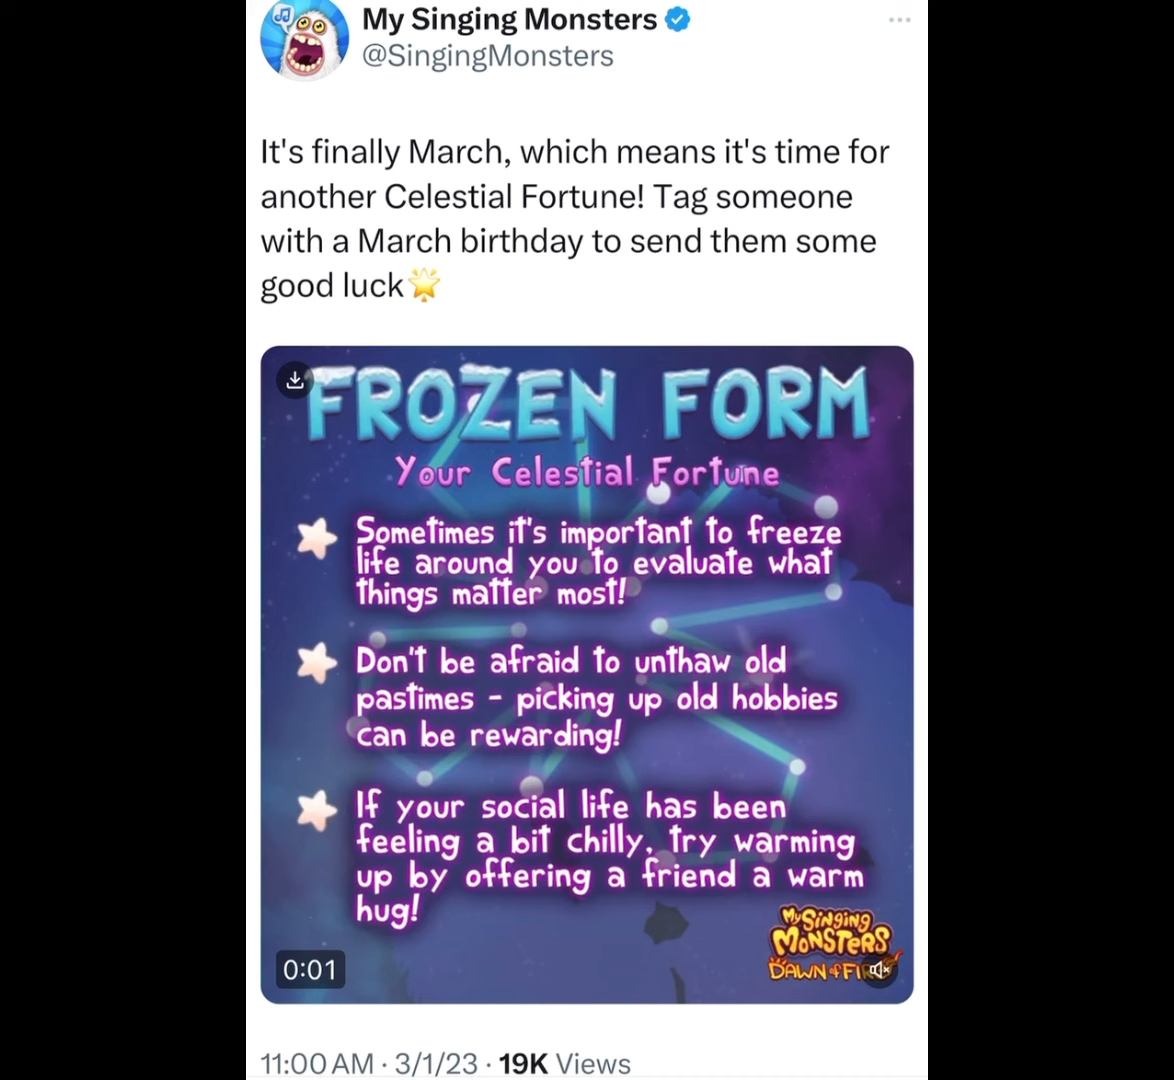 My Singing Monsters
@SingingMonsters
It's finally March, which means it's time for
another Celestial Fortune! Tag someone
with a March birthday to send them some
good luck🌟
FROZEN FORM
Your Celestial Fortune
Sometimes it's important to freeze
life around you to evaluate what
things matter most!
Don't be afraid to unthaw old
pastimes - picking up old hobbies
can be rewarding!
If your social life has been
feeling a bit chilly, try warming
up by offering a friend a warm
hug!
My Singing
Monsters
Dawn of
0:01
11:00 AM · 3/1/23 · 19K Views